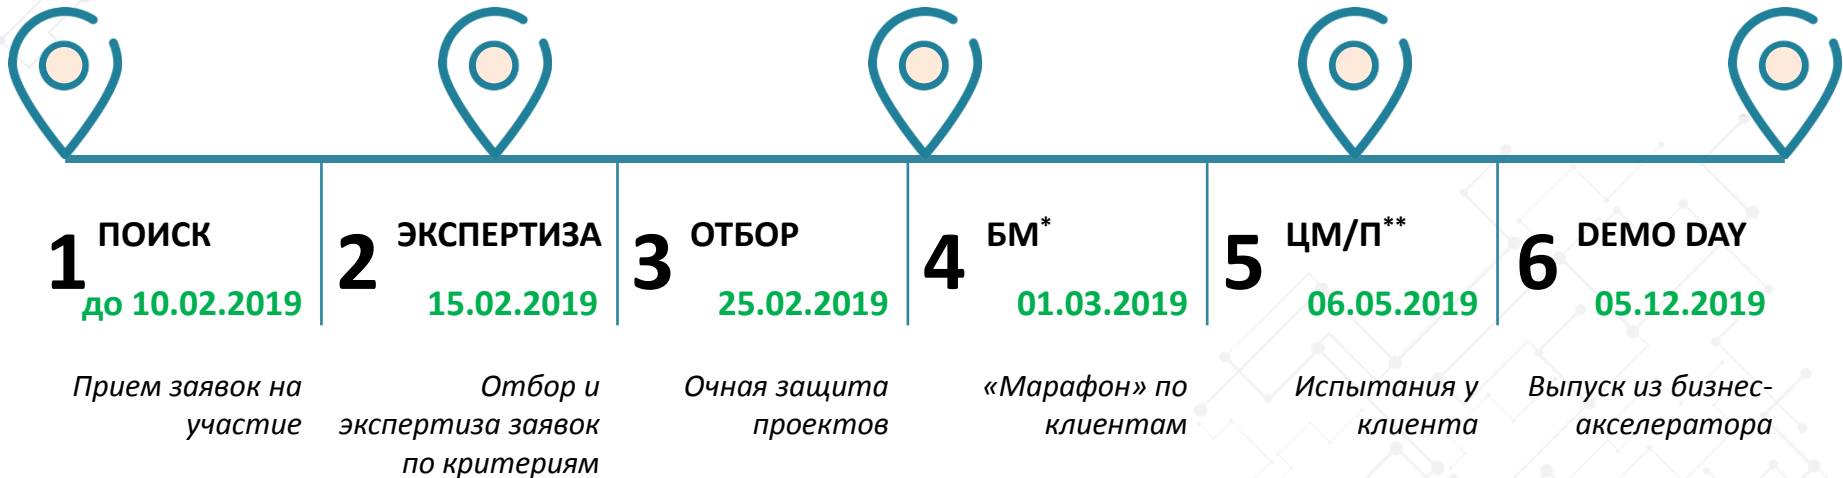 1 ПОИСК
до 10.02.2019
Прием заявок на
участие
2 ЭКСПЕРТИЗА
15.02.2019
Отбор и
экспертиза заявок
по критериям
3 ОТБОР
25.02.2019
Очная защита
проектов
4 БМ*
01.03.2019
«Марафон» по
клиентам
5 ЦМ/П**
06.05.2019
Испытания у
клиента
6 DEMO DAY
05.12.2019
Выпуск из бизнес-
акселератора